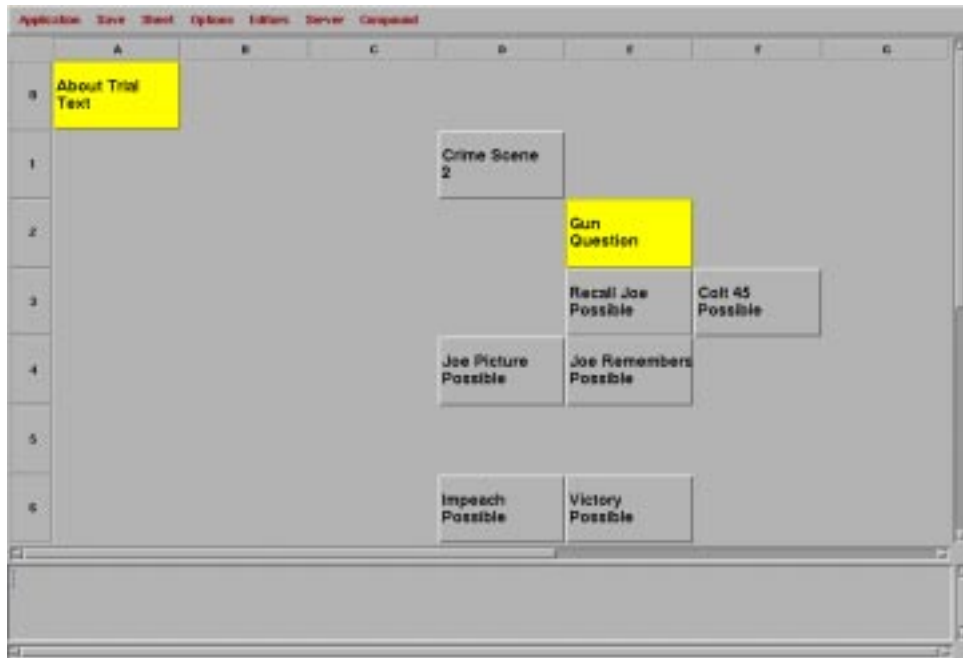 Application Save Sheet Options Editors Server Compound
A B C D E F G
0 About Trial
Text
1 Crime Scene
2
2 Gun
Question
3 Recall Joe Colt 45
Possible Possible
4 Joe Picture Joe Remembers
Possible Possible
5
6 Impeach Victory
Possible Possible